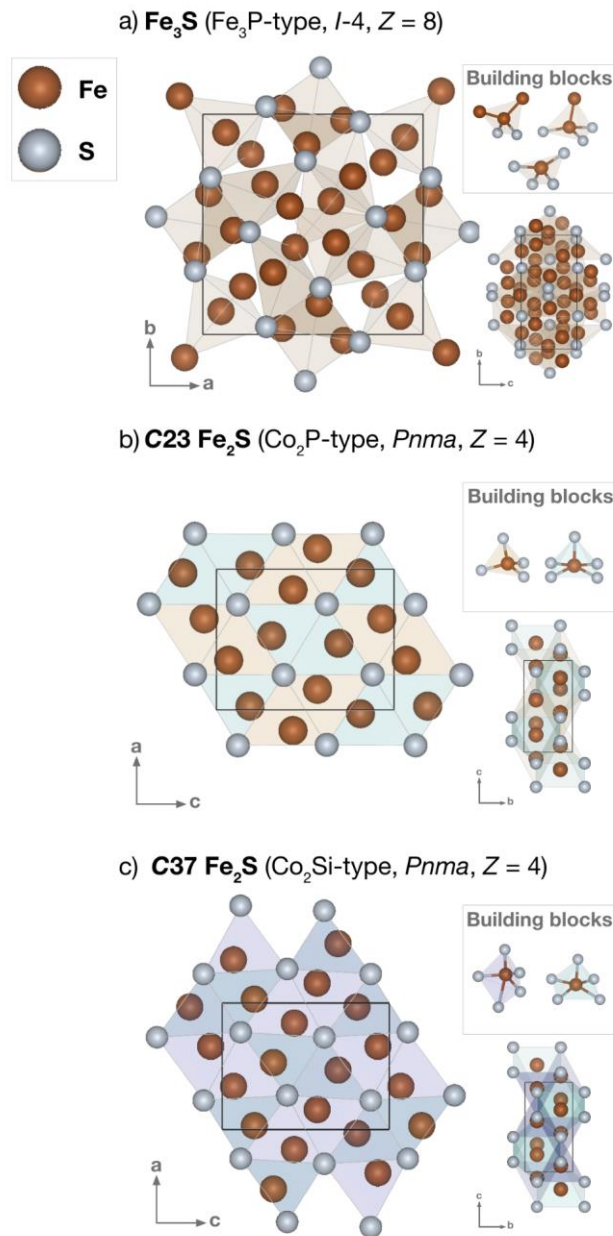 a) Fe₃S (Fe₃P-type, I-4, Z = 8)
Fe
S
Building blocks
b
a
b
c
b) C23 Fe₂S (Co₂P-type, Pnma, Z = 4)
Building blocks
a
c
c
b
c) C37 Fe₂S (Co₂Si-type, Pnma, Z = 4)
Building blocks
a
c
c
b